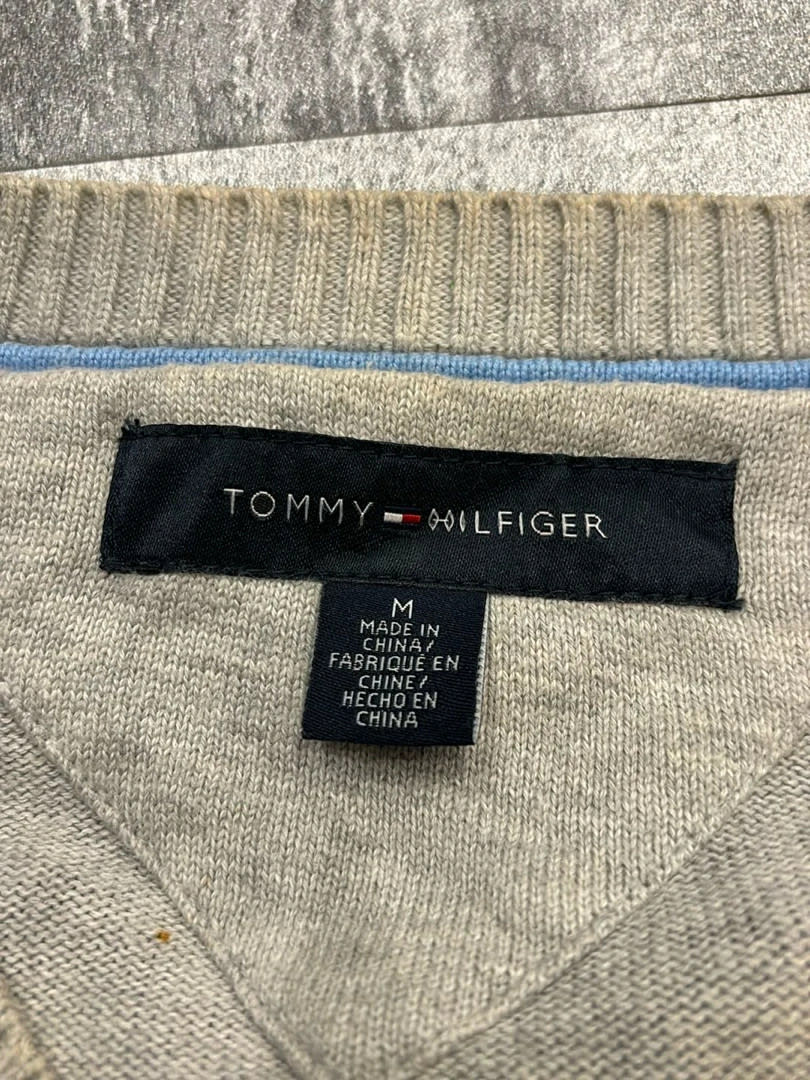 TOMMY HILFIGER
M
MADE IN
CHINA/
FABRIQUÉ EN
CHINE/
HECHO EN
CHINA